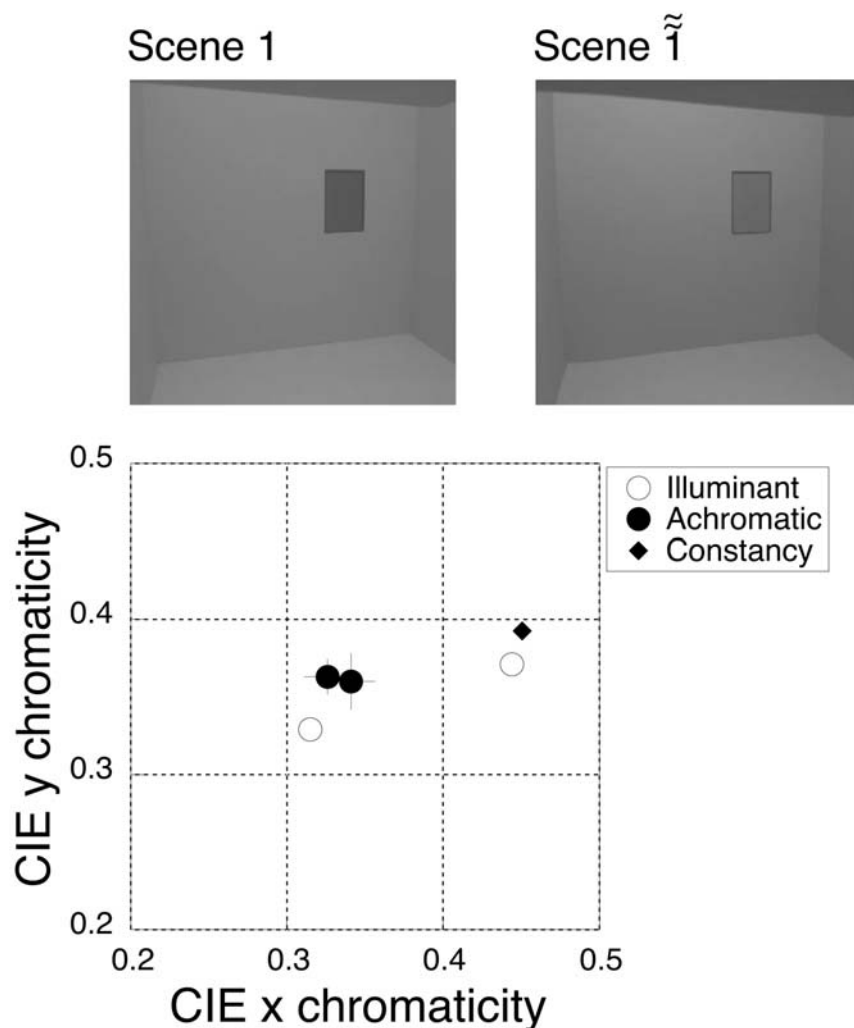 Scene 1
Scene 1̃̃
0.5
0.4
0.3
0.2
0.2 0.3 0.4 0.5
CIE y chromaticity
CIE x chromaticity
Illuminant
Achromatic
Constancy